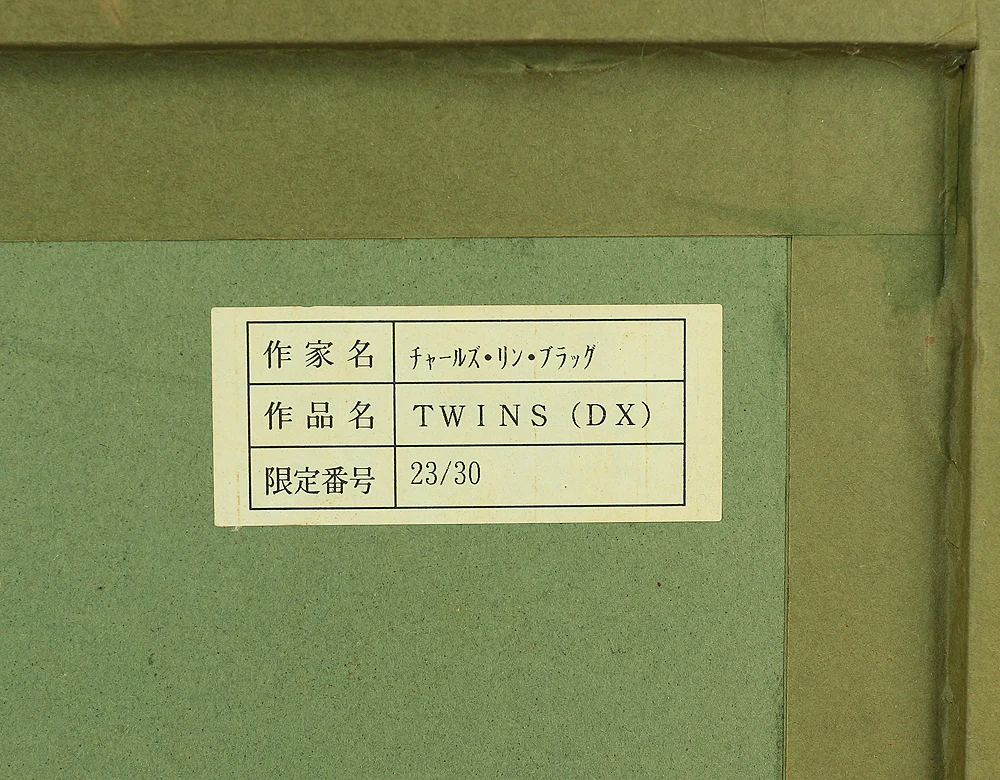 作家名 チャールズ・リン・ブラッグ
作品名 TWINS (DX)
限定番号 23/30